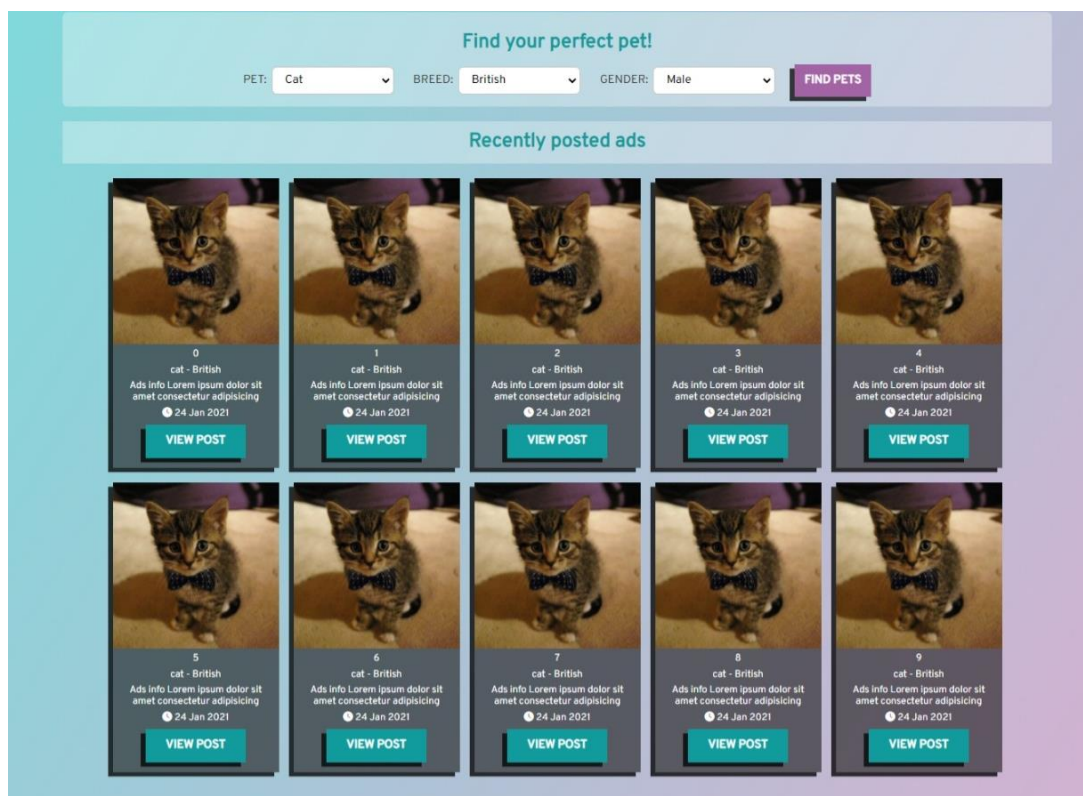 Find your perfect pet!
PET: Cat BREED: British GENDER: Male FIND PETS
Recently posted ads
0
cat - British
Ads info Lorem ipsum dolor sit
amet consectetur adipisicing
24 Jan 2021
VIEW POST
1
cat - British
Ads info Lorem ipsum dolor sit
amet consectetur adipisicing
24 Jan 2021
VIEW POST
2
cat - British
Ads info Lorem ipsum dolor sit
amet consectetur adipisicing
24 Jan 2021
VIEW POST
3
cat - British
Ads info Lorem ipsum dolor sit
amet consectetur adipisicing
24 Jan 2021
VIEW POST
4
cat - British
Ads info Lorem ipsum dolor sit
amet consectetur adipisicing
24 Jan 2021
VIEW POST
5
cat - British
Ads info Lorem ipsum dolor sit
amet consectetur adipisicing
24 Jan 2021
VIEW POST
6
cat - British
Ads info Lorem ipsum dolor sit
amet consectetur adipisicing
24 Jan 2021
VIEW POST
7
cat - British
Ads info Lorem ipsum dolor sit
amet consectetur adipisicing
24 Jan 2021
VIEW POST
8
cat - British
Ads info Lorem ipsum dolor sit
amet consectetur adipisicing
24 Jan 2021
VIEW POST
9
cat - British
Ads info Lorem ipsum dolor sit
amet consectetur adipisicing
24 Jan 2021
VIEW POST